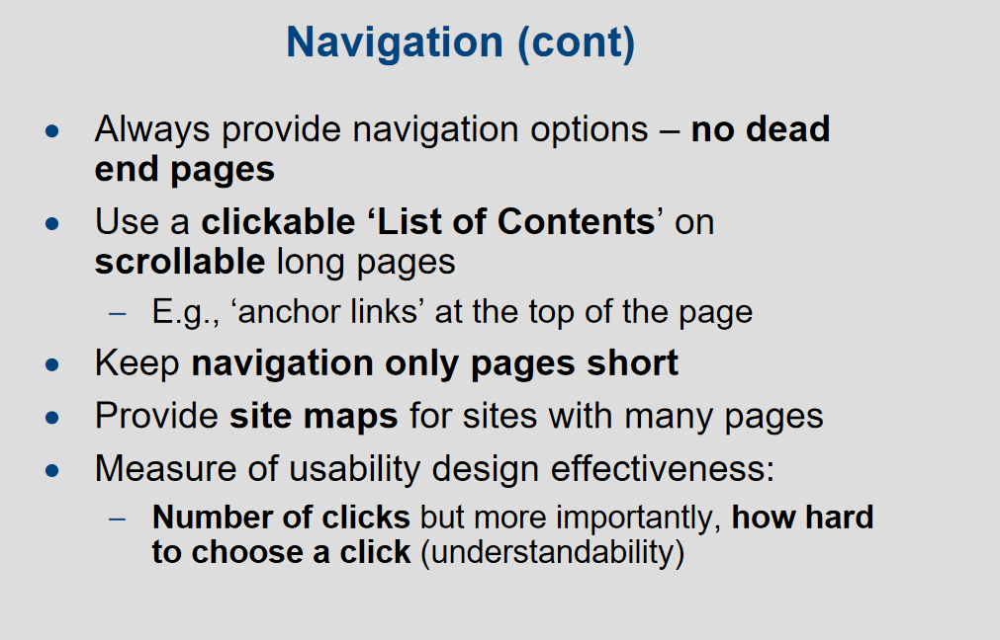 Navigation (cont)
• Always provide navigation options – no dead
end pages
• Use a clickable ‘List of Contents’ on
scrollable long pages
– E.g., ‘anchor links’ at the top of the page
• Keep navigation only pages short
• Provide site maps for sites with many pages
• Measure of usability design effectiveness:
– Number of clicks but more importantly, how hard
to choose a click (understandability)